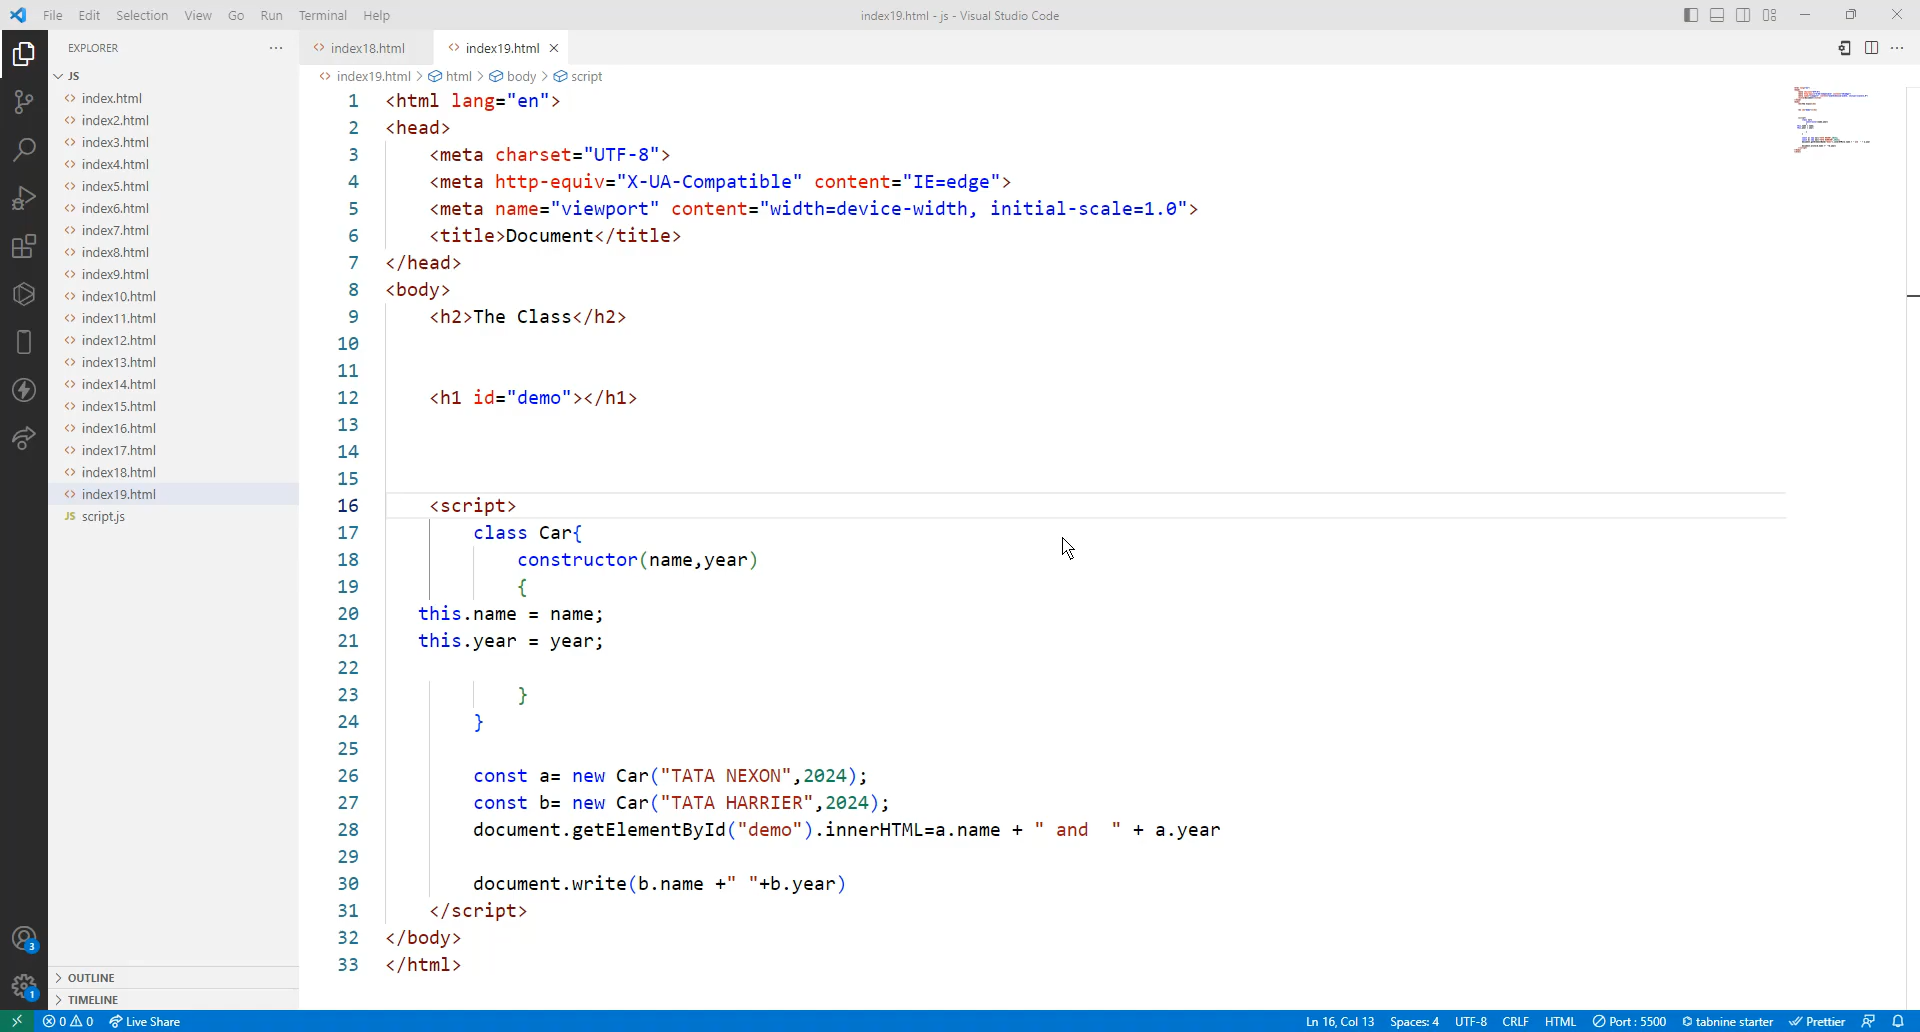 File Edit Selection View Go Run Terminal Help
index19.html - js - Visual Studio Code
EXPLORER
JS
index.html
index2.html
index3.html
index4.html
index5.html
index6.html
index7.html
index8.html
index9.html
index10.html
index11.html
index12.html
index13.html
index14.html
index15.html
index16.html
index17.html
index18.html
index19.html
JS script.js
OUTLINE
TIMELINE
index18.html index19.html
index19.html > html > body > script
1 <html lang="en">
2 <head>
3 <meta charset="UTF-8">
4 <meta http-equiv="X-UA-Compatible" content="IE=edge">
5 <meta name="viewport" content="width=device-width, initial-scale=1.0">
6 <title>Document</title>
7 </head>
8 <body>
9 <h2>The Class</h2>
10
11
12 <h1 id="demo"></h1>
13
14
15
16 <script>
17 class Car{
18 constructor(name,year)
19 {
20 this.name = name;
21 this.year = year;
22
23 }
24 }
25
26 const a= new Car("TATA NEXON",2024);
27 const b= new Car("TATA HARRIER",2024);
28 document.getElementById("demo").innerHTML=a.name + " and  " + a.year
29
30 document.write(b.name +" "+b.year)
31 </script>
32 </body>
33 </html>
3
1
0 0 Live Share
Ln 16, Col 13 Spaces: 4 UTF-8 CRLF HTML Port : 5500 tabnine starter Prettier